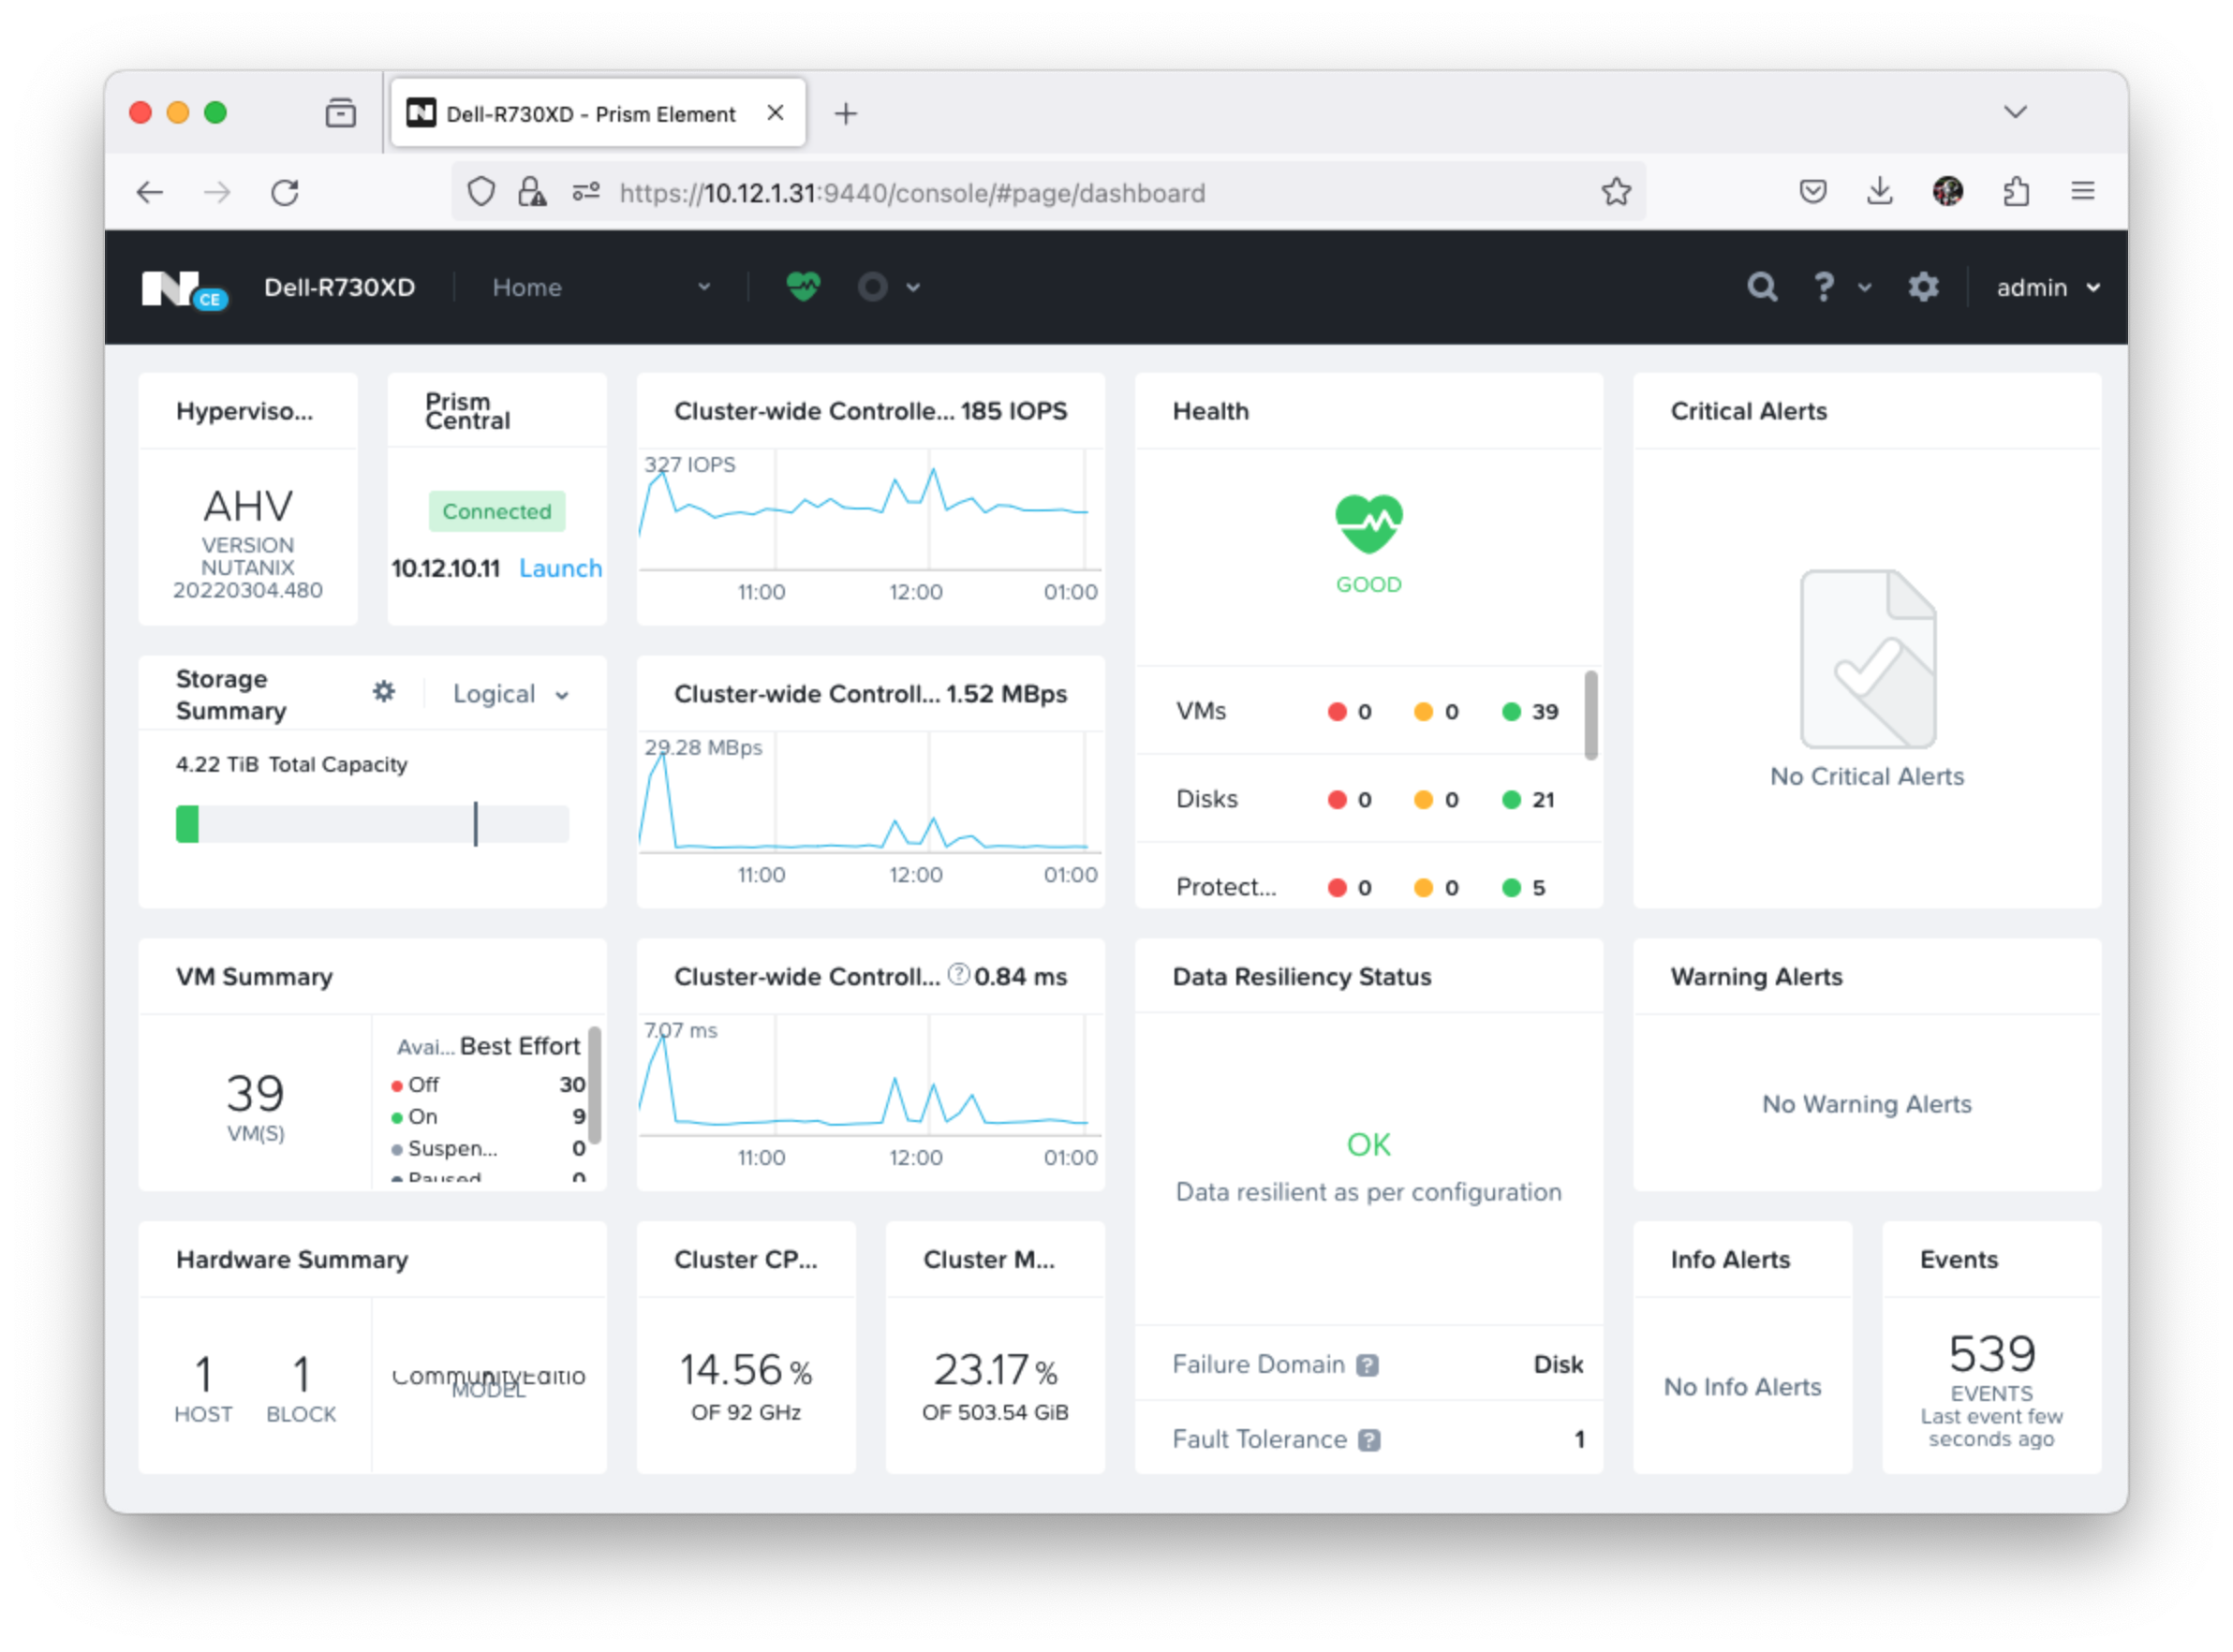 Dell-R730XD - Prism Element
https://10.12.1.31:9440/console/#page/dashboard
N CE
Dell-R730XD
Home
?
admin
Hyperviso...
AHV
VERSION
NUTANIX
20220304.480
Prism
Central
Connected
10.12.10.11 Launch
Cluster-wide Controlle... 185 IOPS
327 IOPS
11:00 12:00 01:00
Health
GOOD
VMs 0 0 39
Disks 0 0 21
Protect... 0 0 5
Critical Alerts
No Critical Alerts
Storage
Summary
Logical
4.22 TiB Total Capacity
Cluster-wide Controll... 1.52 MBps
29.28 MBps
11:00 12:00 01:00
VM Summary
39
VM(S)
Avai... Best Effort
Off 30
On 9
Suspen... 0
Paused 0
Cluster-wide Controll... ? 0.84 ms
7.07 ms
11:00 12:00 01:00
Data Resiliency Status
OK
Data resilient as per configuration
Failure Domain ? Disk
Fault Tolerance ? 1
Warning Alerts
No Warning Alerts
Hardware Summary
1
HOST
1
BLOCK
CommunityEditio
MODEL
Cluster CP...
14.56 %
OF 92 GHz
Cluster M...
23.17 %
OF 503.54 GiB
Info Alerts
No Info Alerts
Events
539
EVENTS
Last event few
seconds ago